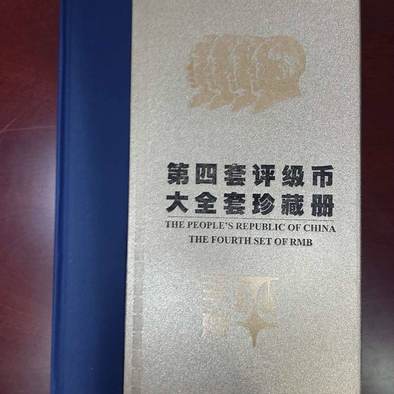 第四套评级币
大全套珍藏册
THE PEOPLE'S REPUBLIC OF CHINA
THE FOURTH SET OF RMB